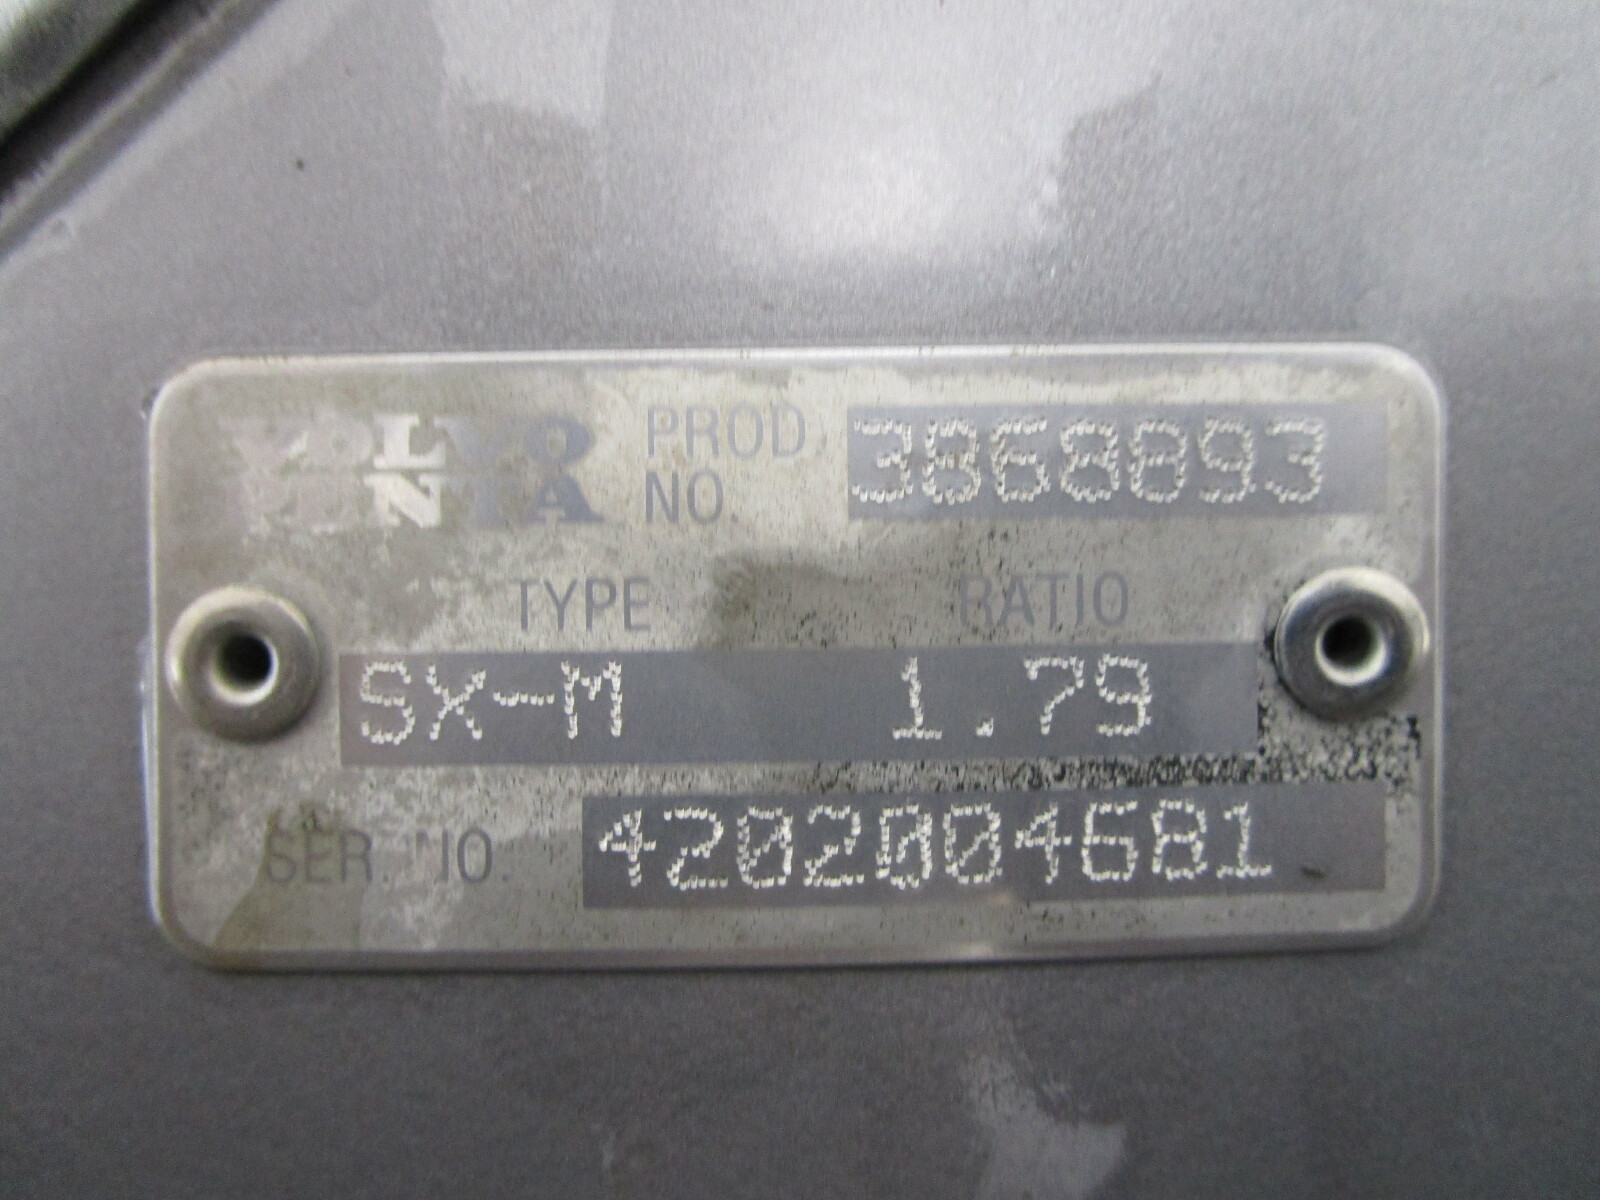 VOLVO PENTA
PROD NO. 3868893
TYPE RATIO
SX-M 1.79
SER. NO. 4202004681